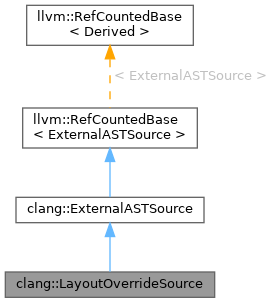 llvm::RefCountedBase
< Derived >
< ExternalASTSource >
llvm::RefCountedBase
< ExternalASTSource >
clang::ExternalASTSource
clang::LayoutOverrideSource